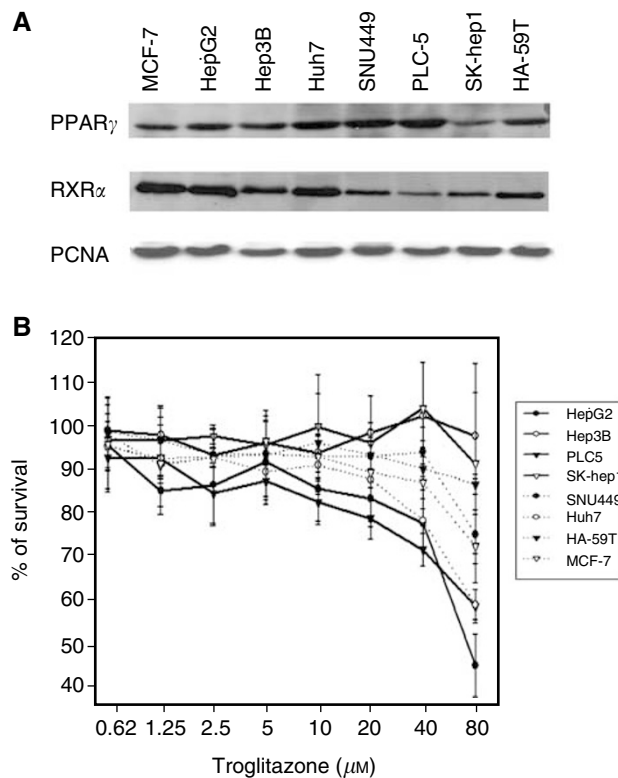 A
MCF-7 HepG2 Hep3B Huh7 SNU449 PLC-5 SK-hep1 HA-59T
PPARγ
RXRα
PCNA
B
120
110
100
90
80
70
60
50
40
% of survival
HepG2
Hep3B
PLC5
SK-hep1
SNU449
Huh7
HA-59T
MCF-7
0.62 1.25 2.5 5 10 20 40 80
Troglitazone (μM)